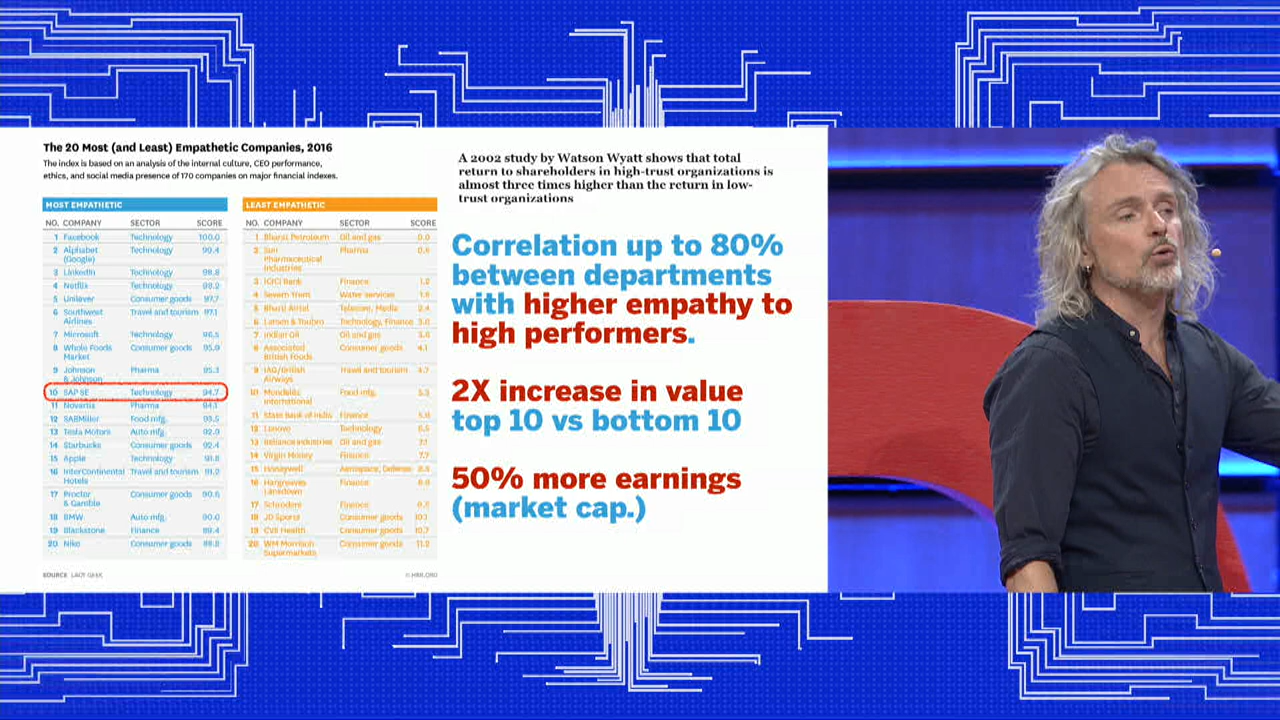 The 20 Most (and Least) Empathetic Companies, 2016
The index is based on an analysis of the internal culture, CEO performance,
ethics, and social media presence of 170 companies on major financial indexes.
MOST EMPATHETIC
NO. COMPANY SECTOR SCORE
1 Facebook Technology 100.0
2 Alphabet Technology 99.4
(Google)
3 LinkedIn Technology 98.8
4 Netflix Technology 98.2
5 Unilever Consumer goods 97.7
6 Southwest Travel and tourism 97.1
Airlines
7 Microsoft Technology 96.5
8 Whole Foods Consumer goods 95.9
Market
9 Johnson Pharma 95.3
& Johnson
10 SAP SE Technology 94.7
11 Novartis Pharma 94.1
12 SABMiller Food mfg. 93.5
13 Tesla Motors Auto mfg. 92.9
14 Starbucks Consumer goods 92.4
15 Apple Technology 91.8
16 InterContinental Travel and tourism 91.2
Hotels
17 Procter Consumer goods 90.6
& Gamble
18 BMW Auto mfg. 90.0
19 Blackstone Finance 89.4
20 Nike Consumer goods 88.8
LEAST EMPATHETIC
NO. COMPANY SECTOR SCORE
1 Bharat Petroleum Oil and gas 0.0
2 Sun Pharma 0.6
Pharmaceutical
Industries
3 ICICI Bank Finance 1.2
4 Severn Trent Water services 1.8
5 Bharti Airtel Telecom, Media 2.4
6 Larsen & Toubro Technology, Finance 3.0
7 Indian Oil Oil and gas 3.6
8 Associated Consumer goods 4.1
British Foods
9 IAG/British Travel and tourism 4.7
Airways
10 Mondelēz Food mfg. 5.3
International
11 State Bank of India Finance 5.9
12 Lenovo Technology 6.5
13 Reliance Industries Oil and gas 7.1
14 Virgin Money Finance 7.7
15 Honeywell Aerospace, Defense 8.3
16 Hargreaves Finance 8.9
Lansdown
17 Schroders Finance 9.5
18 JD Sports Consumer goods 10.1
19 CVS Health Consumer goods 10.7
20 WM Morrison Consumer goods 11.2
Supermarkets
SOURCE LADY GEEK
© HBR.ORG
A 2002 study by Watson Wyatt shows that total
return to shareholders in high-trust organizations is
almost three times higher than the return in low-
trust organizations
Correlation up to 80%
between departments
with higher empathy to
high performers.
2X increase in value
top 10 vs bottom 10
50% more earnings
(market cap.)